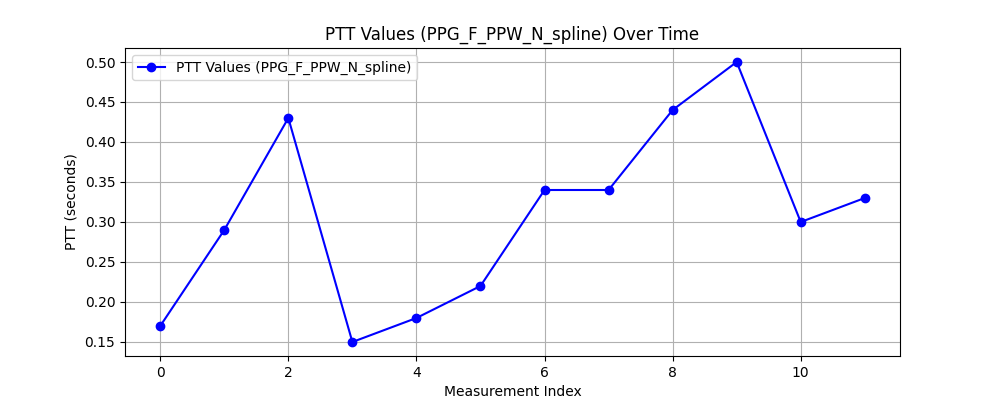 PTT Values (PPG_F_PPW_N_spline) Over Time
PTT Values (PPG_F_PPW_N_spline)
PTT (seconds)
0.50
0.45
0.40
0.35
0.30
0.25
0.20
0.15
0 2 4 6 8 10
Measurement Index